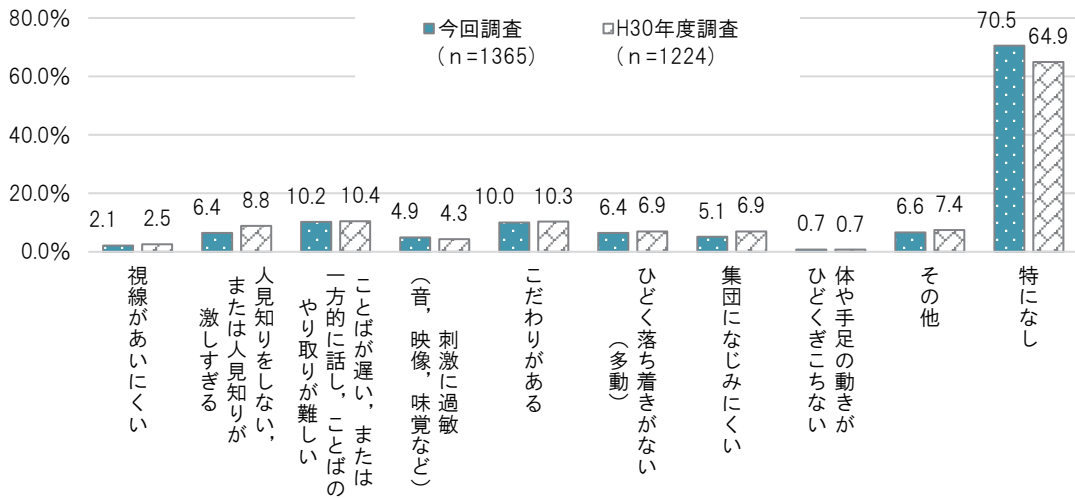 80.0%
60.0%
40.0%
20.0%
0.0%
今回調査
（ｎ=1365）
H30年度調査
（ｎ=1224）
2.1
2.5
6.4
8.8
10.2
10.4
4.9
4.3
10.0
10.3
6.4
6.9
5.1
6.9
0.7
0.7
6.6
7.4
70.5
64.9
視線があいにくい
人見知りをしない，
または人見知りが
激しすぎる
ことばが遅い，または
一方的に話し，ことばの
やり取りが難しい
刺激に過敏
（音，映像，味覚など）
こだわりがある
ひどく落ち着きがない
（多動）
集団になじみにくい
体や手足の動きが
ひどくぎこちない
その他
特になし